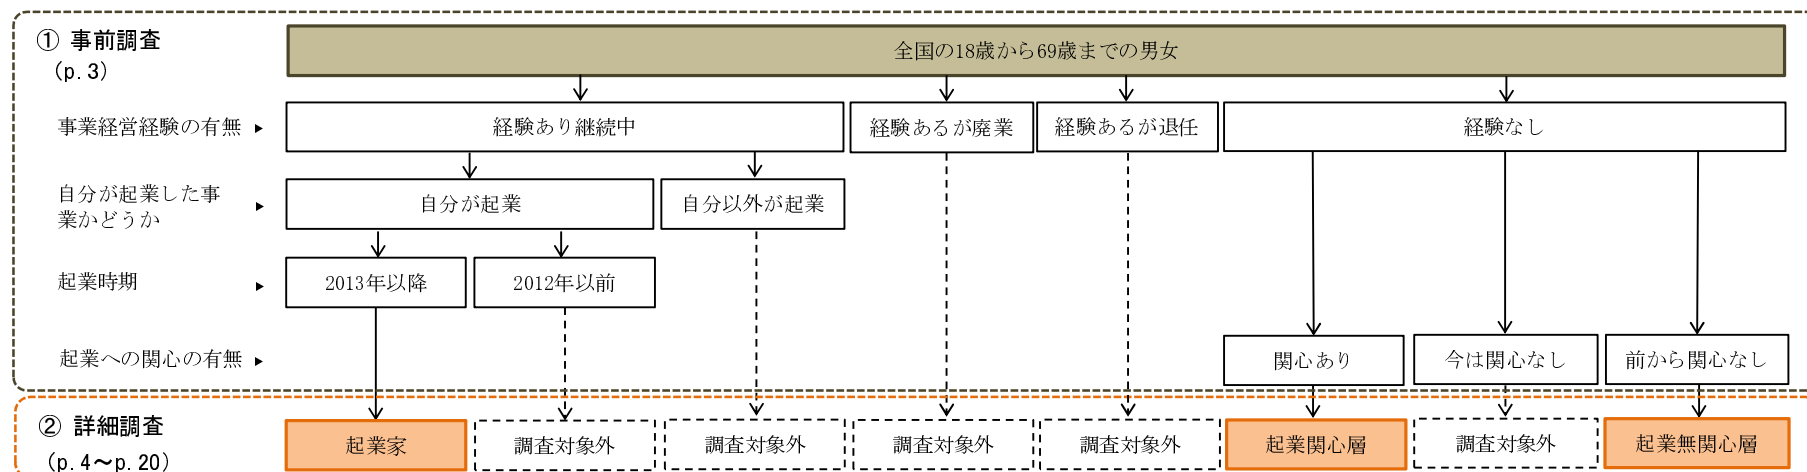 ① 事前調査
(p.3)
全国の18歳から69歳までの男女
事業経営経験の有無
経験あり継続中
経験あるが廃業
経験あるが退任
経験なし
自分が起業した事
業かどうか
自分が起業
自分以外が起業
起業時期
2013年以降
2012年以前
起業への関心の有無
関心あり
今は関心なし
前から関心なし
② 詳細調査
(p.4～p.20)
起業家
調査対象外
調査対象外
調査対象外
調査対象外
起業関心層
調査対象外
起業無関心層